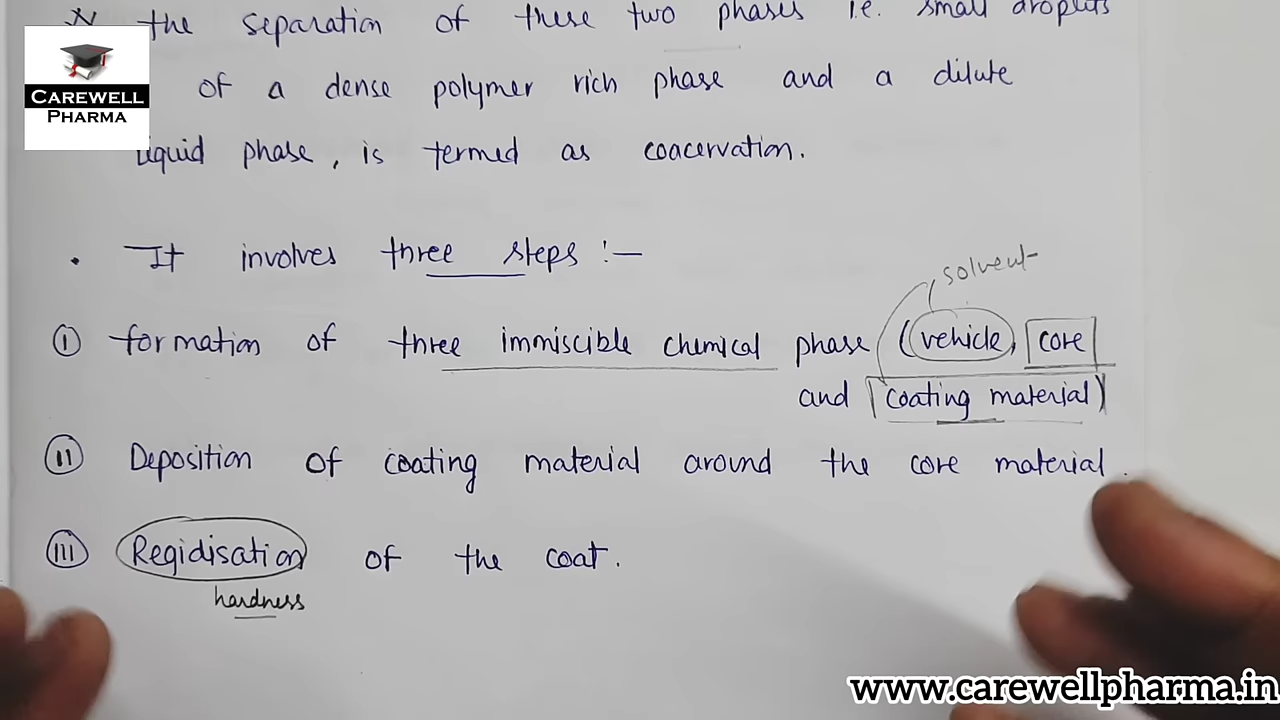 the separation of these two phases i.e. small droplets
CAREWELL
PHARMA
of a dense polymer rich phase and a dilute
liquid phase, is termed as coacervation.
. It involves three steps :-
solvent
(i) formation of three immiscible chemical phase (vehicle, core
and coating material)
(ii) Deposition of coating material around the core material.
(iii) Regidisation of the coat.
hardness
www.carewellpharma.in